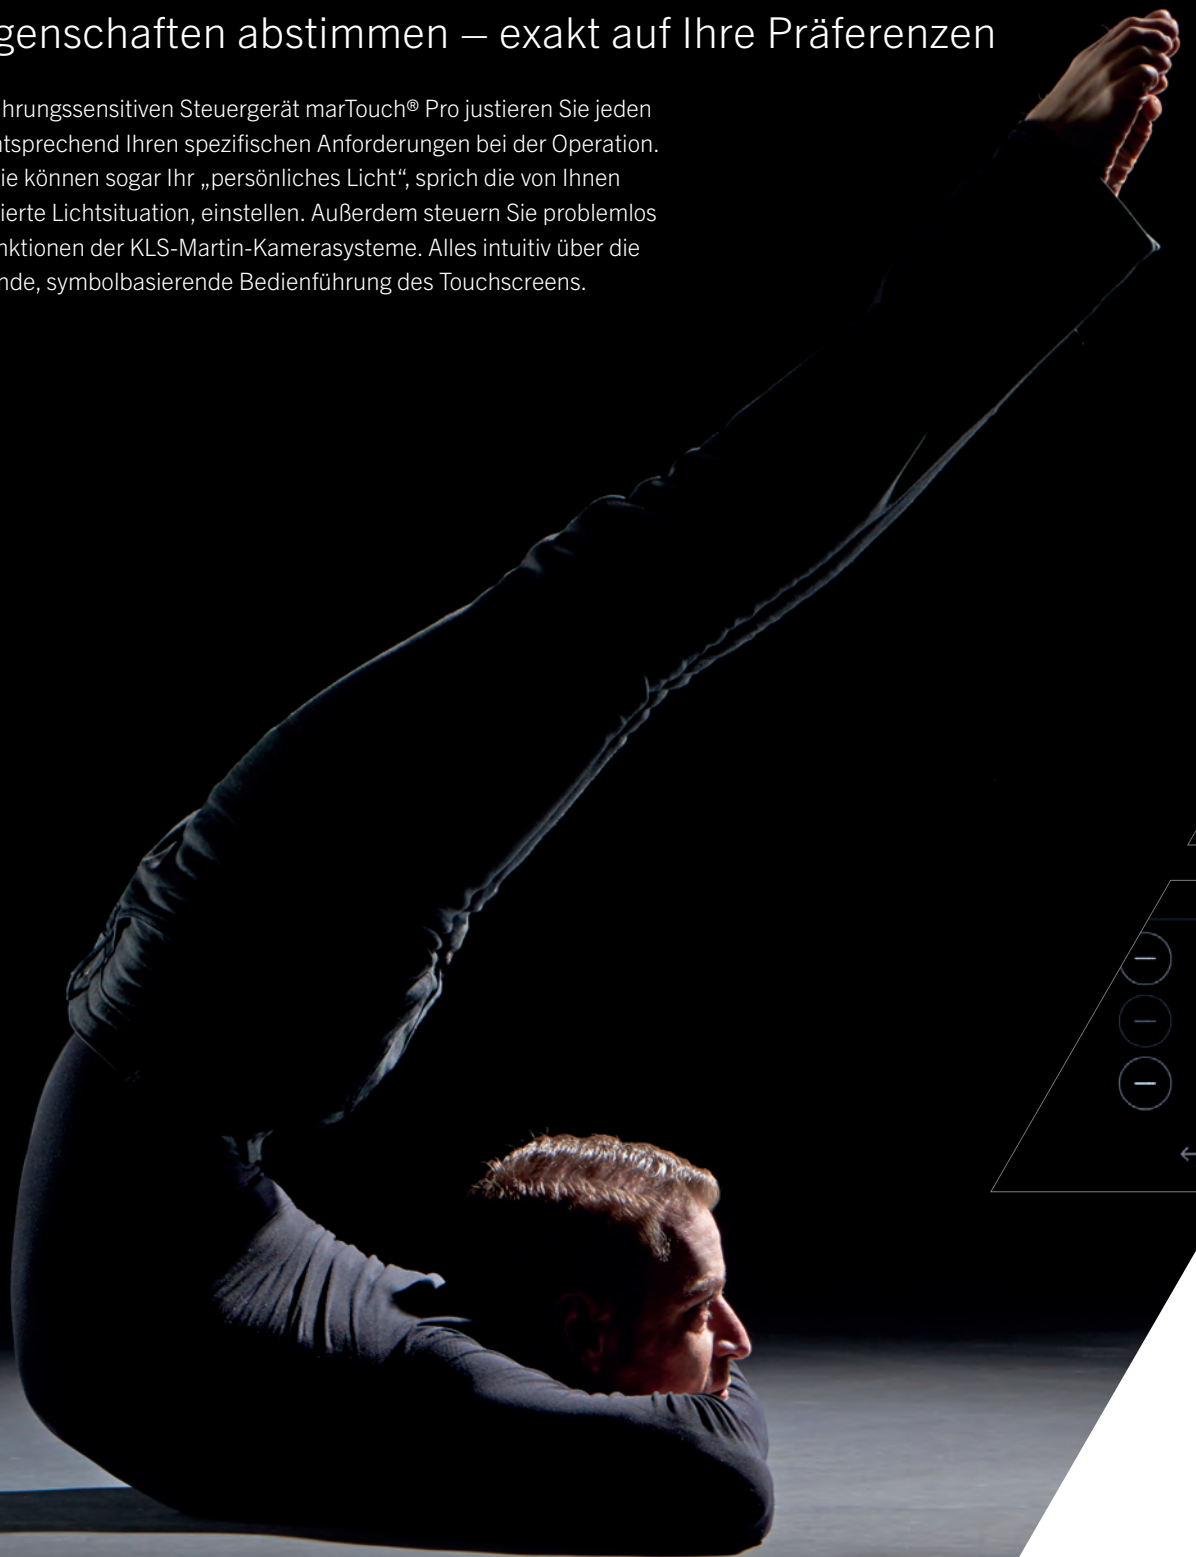 genschaften abstimmen – exakt auf Ihre Präferenzen
hrungssensitiven Steuergerät marTouch® Pro justieren Sie jeden
ntsprechend Ihren spezifischen Anforderungen bei der Operation.
ie können sogar Ihr „persönliches Licht“, sprich die von Ihnen
ierte Lichtsituation, einstellen. Außerdem steuern Sie problemlos
nktionen der KLS-Martin-Kamerasysteme. Alles intuitiv über die
nde, symbolbasierende Bedienführung des Touchscreens.